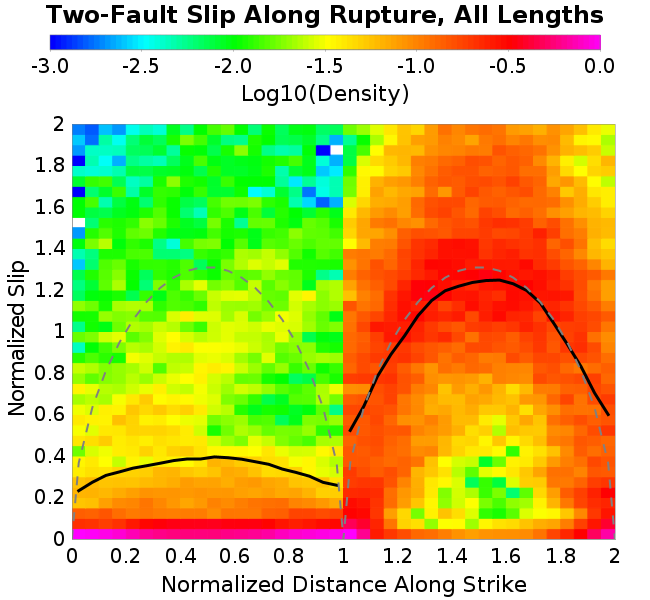 Two-Fault Slip Along Rupture, All Lengths
-3.0 -2.5 -2.0 -1.5 -1.0 -0.5 0.0
Log10(Density)
Normalized Slip
2
1.8
1.6
1.4
1.2
1
0.8
0.6
0.4
0.2
0
0 0.2 0.4 0.6 0.8 1 1.2 1.4 1.6 1.8 2
Normalized Distance Along Strike